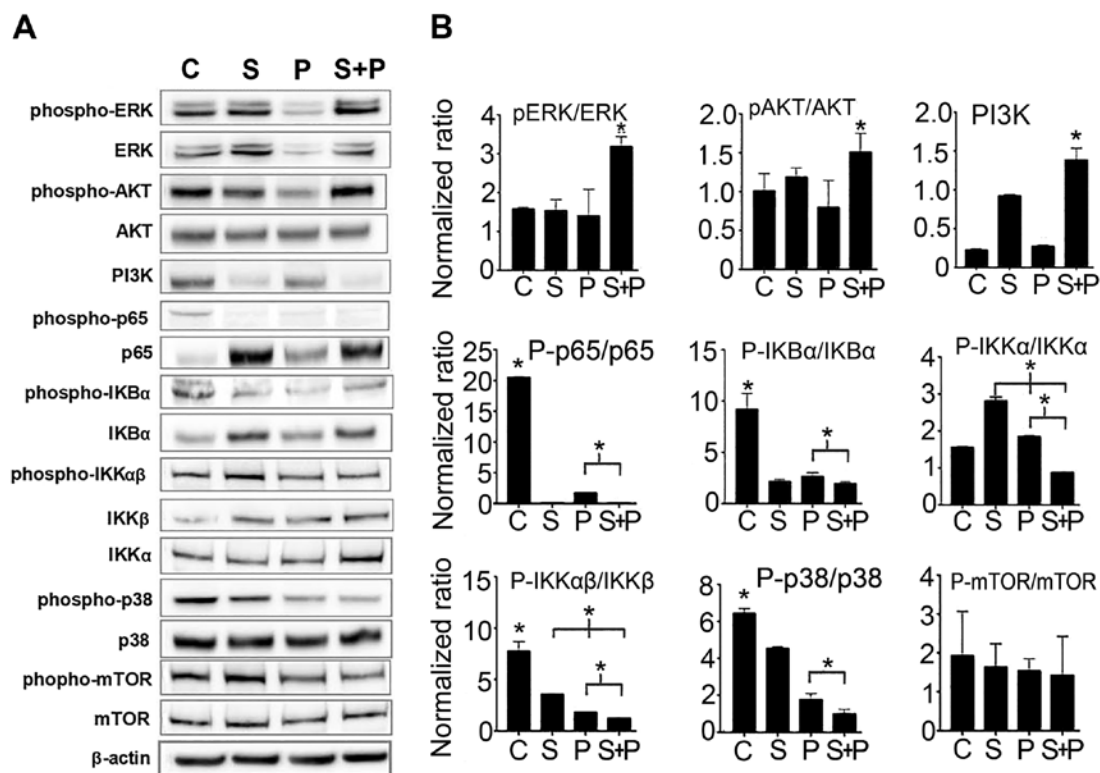 A
C S P S+P
phospho-ERK
ERK
phospho-AKT
AKT
PI3K
phospho-p65
p65
phospho-IKBα
IKBα
phospho-IKKαβ
IKKβ
IKKα
phospho-p38
p38
phopho-mTOR
mTOR
β-actin
B
Normalized ratio
pERK/ERK
4
3
2
1
0
*
C S P S+P
pAKT/AKT
2.0
1.5
1.0
0.5
0
*
C S P S+P
PI3K
2.0
1.5
1.0
0.5
0
*
C S P S+P
Normalized ratio
P-p65/p65
25
20
15
10
5
0
*
*
C S P S+P
P-IKBα/IKBα
15
10
5
0
*
*
C S P S+P
P-IKKα/IKKα
4
3
2
1
0
*
*
C S P S+P
Normalized ratio
P-IKKαβ/IKKβ
15
10
5
0
*
*
*
C S P S+P
P-p38/p38
8
6
4
2
0
*
*
C S P S+P
P-mTOR/mTOR
4
3
2
1
0
C S P S+P